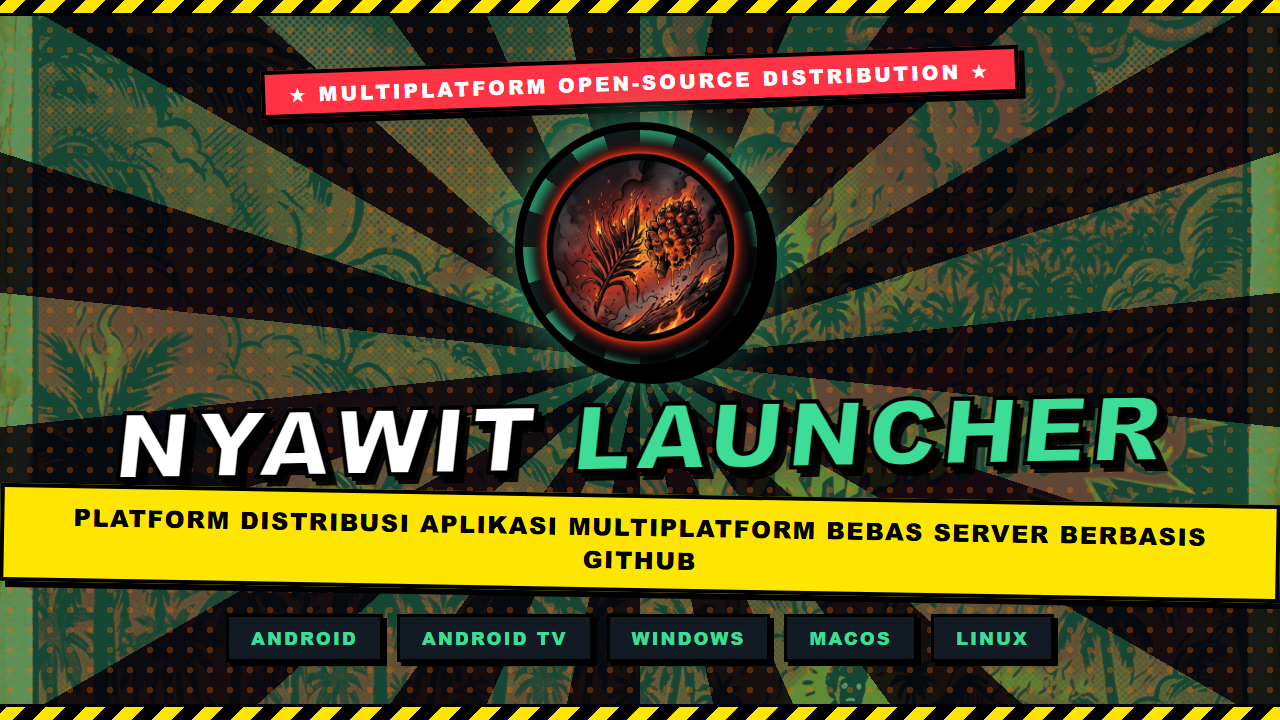 ★ MULTIPLATFORM OPEN-SOURCE DISTRIBUTION ★
NYAWIT LAUNCHER
PLATFORM DISTRIBUSI APLIKASI MULTIPLATFORM BEBAS SERVER BERBASIS
GITHUB
ANDROID ANDROID TV WINDOWS MACOS LINUX